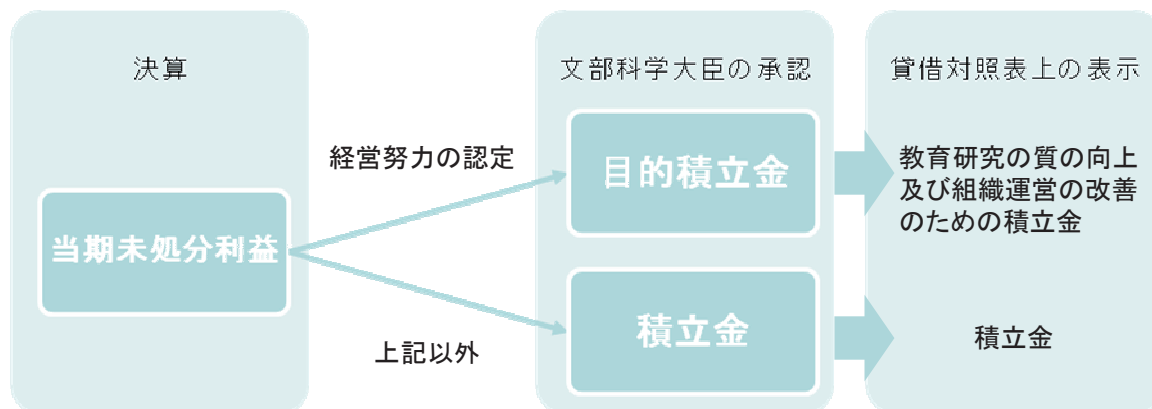 決算
当期未処分利益
経営努力の認定
上記以外
文部科学大臣の承認
目的積立金
積立金
貸借対照表上の表示
教育研究の質の向上
及び組織運営の改善
のための積立金
積立金